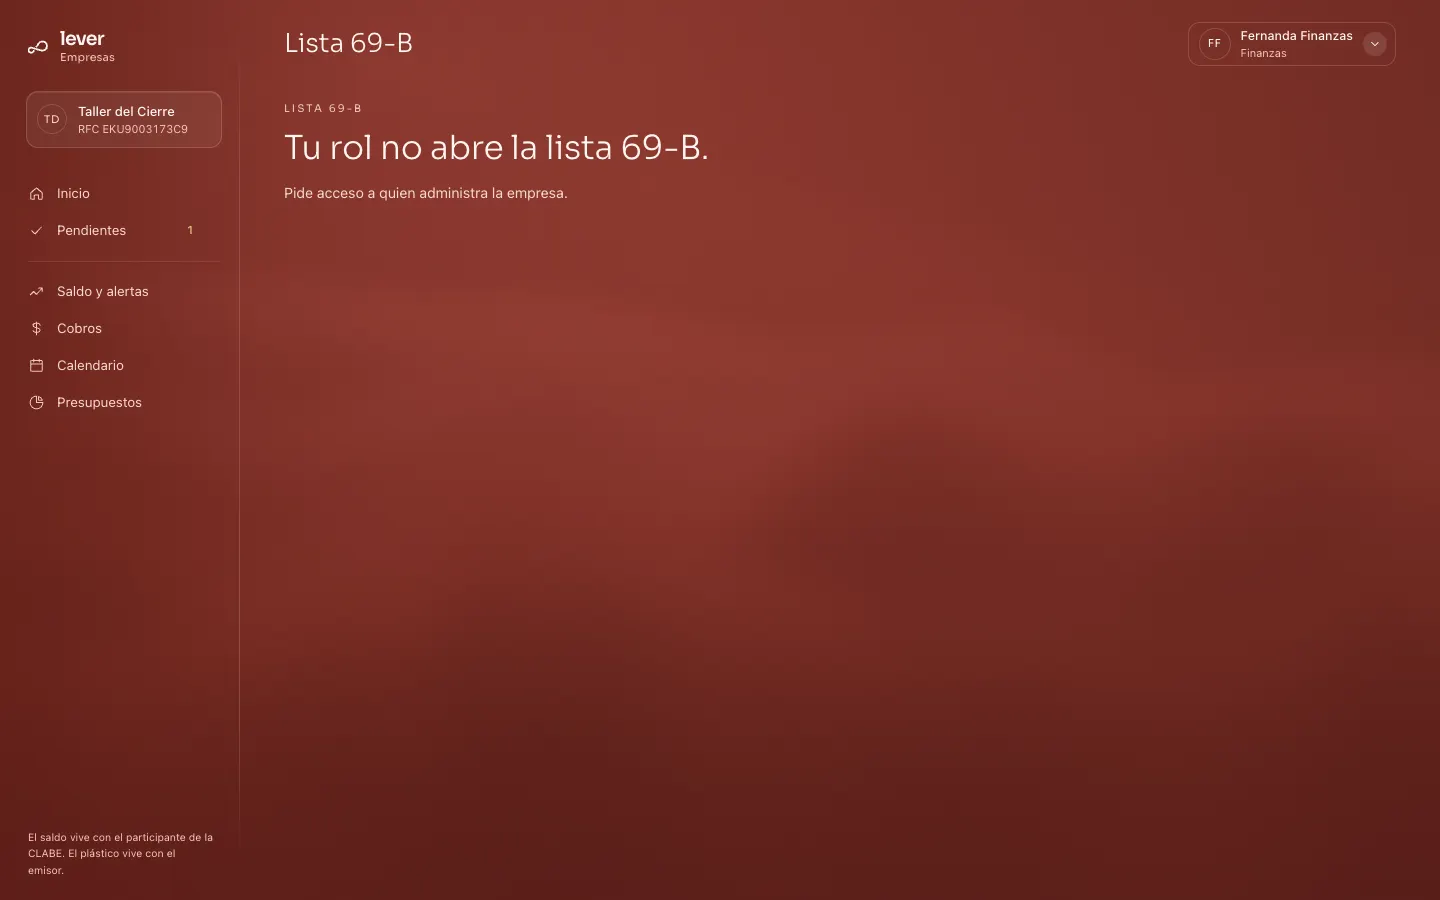 lever
Empresas
TD
Taller del Cierre
RFC EKU9003173C9
Inicio
Pendientes 1
Saldo y alertas
Cobros
Calendario
Presupuestos
El saldo vive con el participante de la
CLABE. El plástico vive con el
emisor.
Lista 69-B
FF
Fernanda Finanzas
Finanzas
LISTA 69-B
Tu rol no abre la lista 69-B.
Pide acceso a quien administra la empresa.